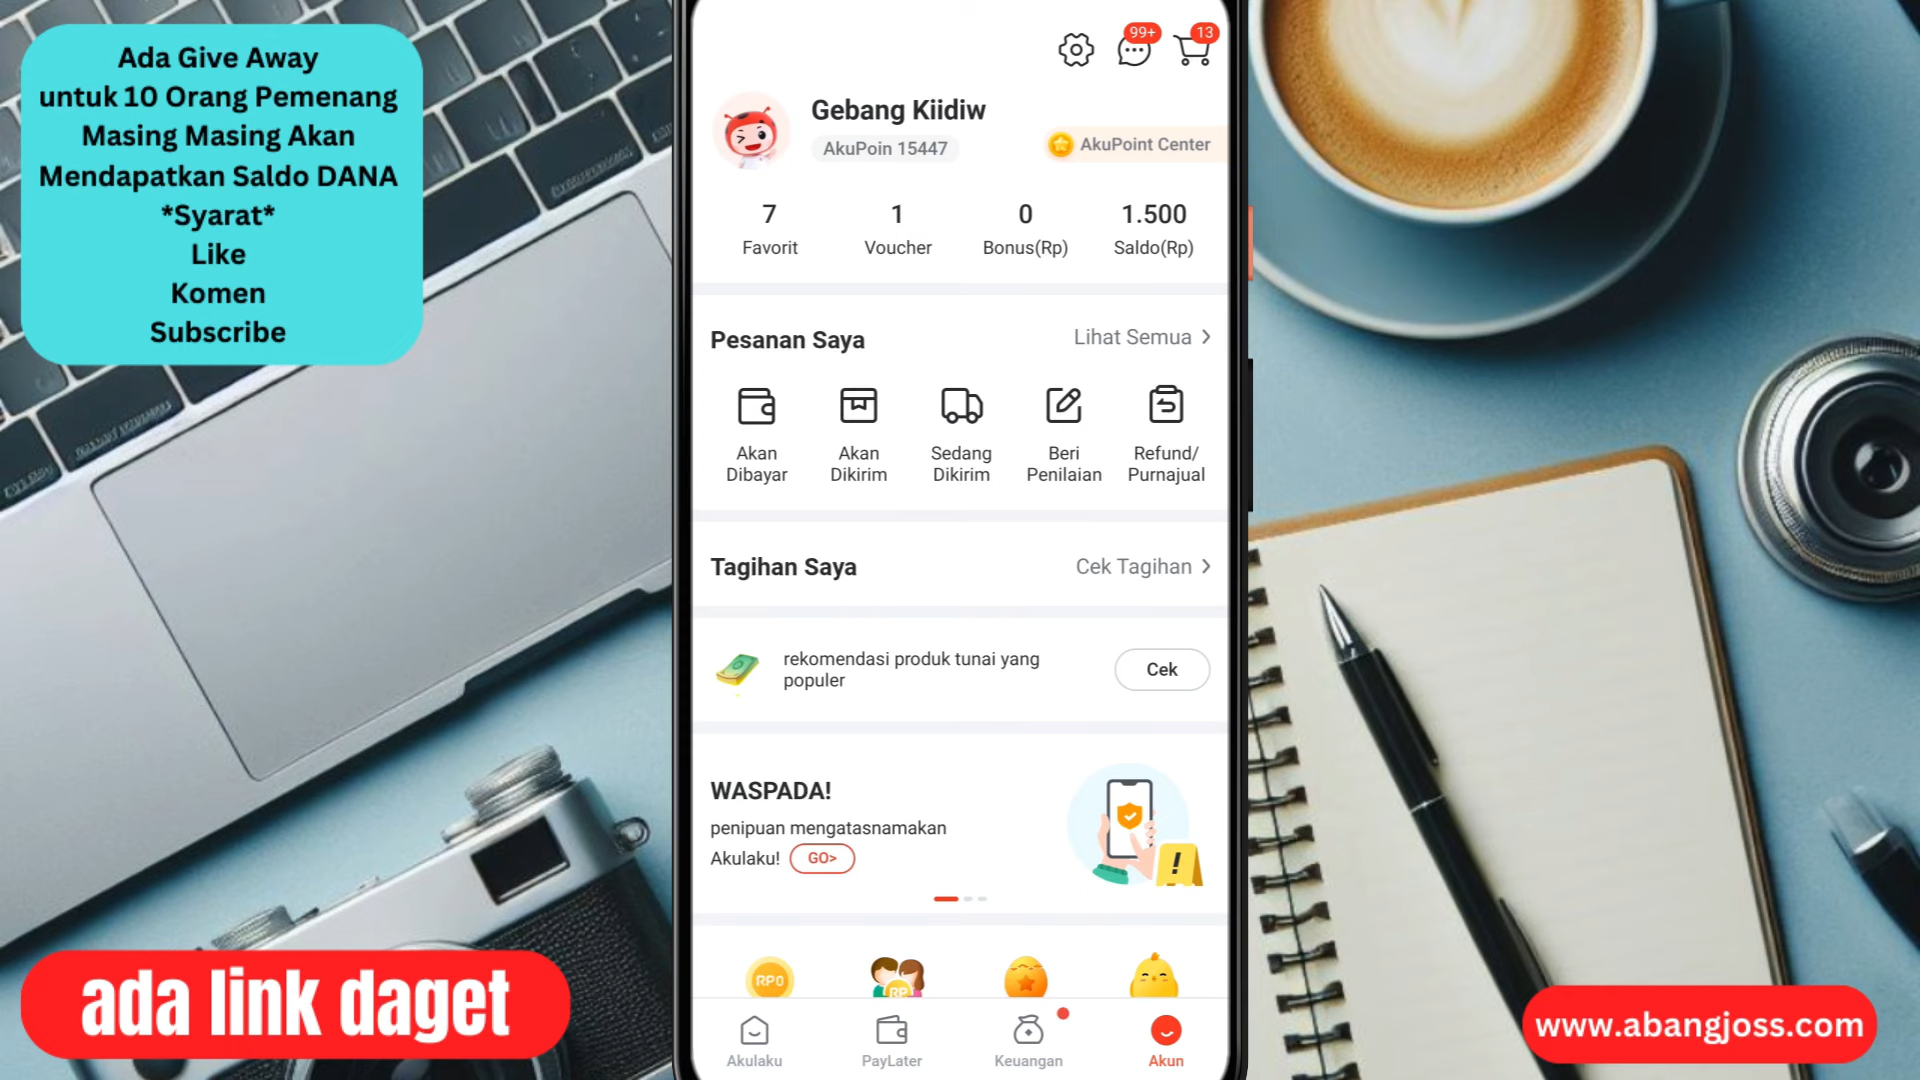 Ada Give Away
untuk 10 Orang Pemenang
Masing Masing Akan
Mendapatkan Saldo DANA
*Syarat*
Like
Komen
Subscribe
99+
13
Gebang Kiidiw
AkuPoin 15447
AkuPoint Center
7
1
0
1.500
Favorit
Voucher
Bonus(Rp)
Saldo(Rp)
Pesanan Saya
Lihat Semua >
Akan Dibayar
Akan Dikirim
Sedang Dikirim
Beri Penilaian
Refund/ Purnajual
Tagihan Saya
Cek Tagihan >
rekomendasi produk tunai yang
populer
Cek
WASPADA!
penipuan mengatasnamakan
Akulaku! GO>
RP0
RP
Akulaku
PayLater
Keuangan
Akun
ada link daget
www.abangjoss.com